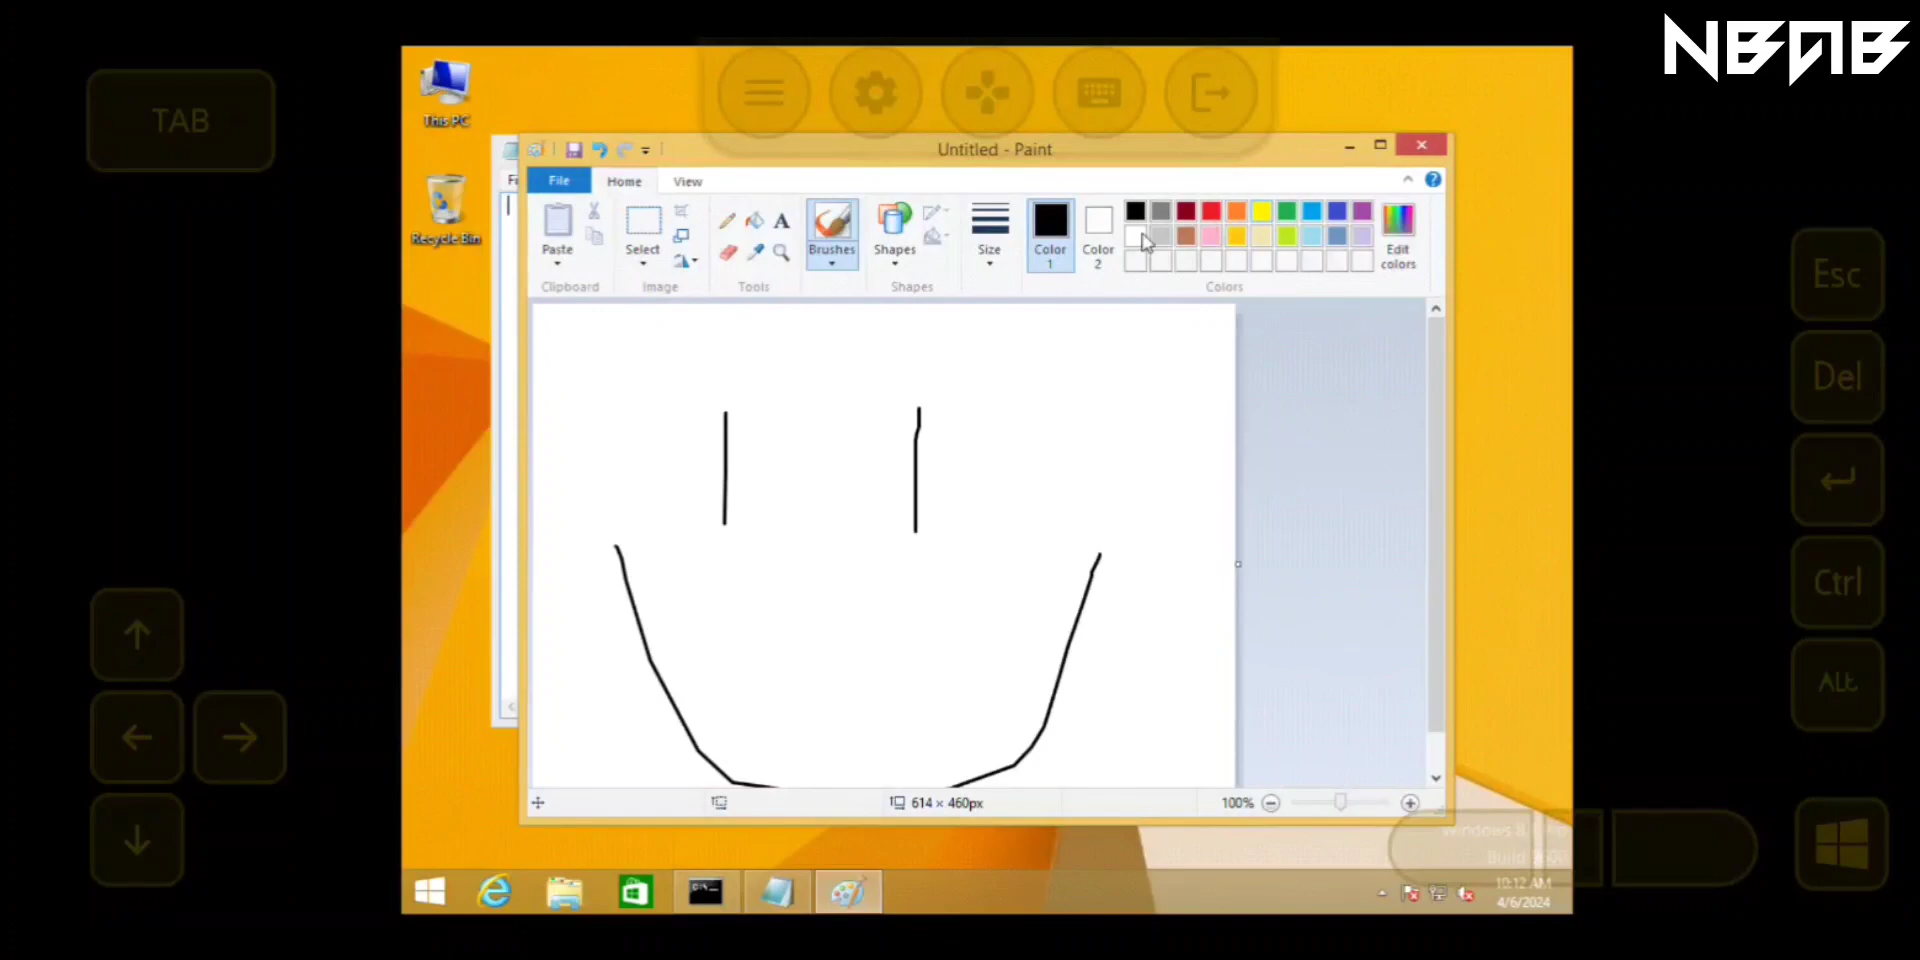 NBAB
TAB
This PC
Recycle Bin
Untitled - Paint
File
Home
View
Paste
Select
Brushes
Shapes
Size
Color
1
Color
2
Edit
colors
Clipboard
Image
Tools
Shapes
Colors
614 × 460px
100%
Esc
Del
Ctrl
ALt
10:12 AM
4/6/2024